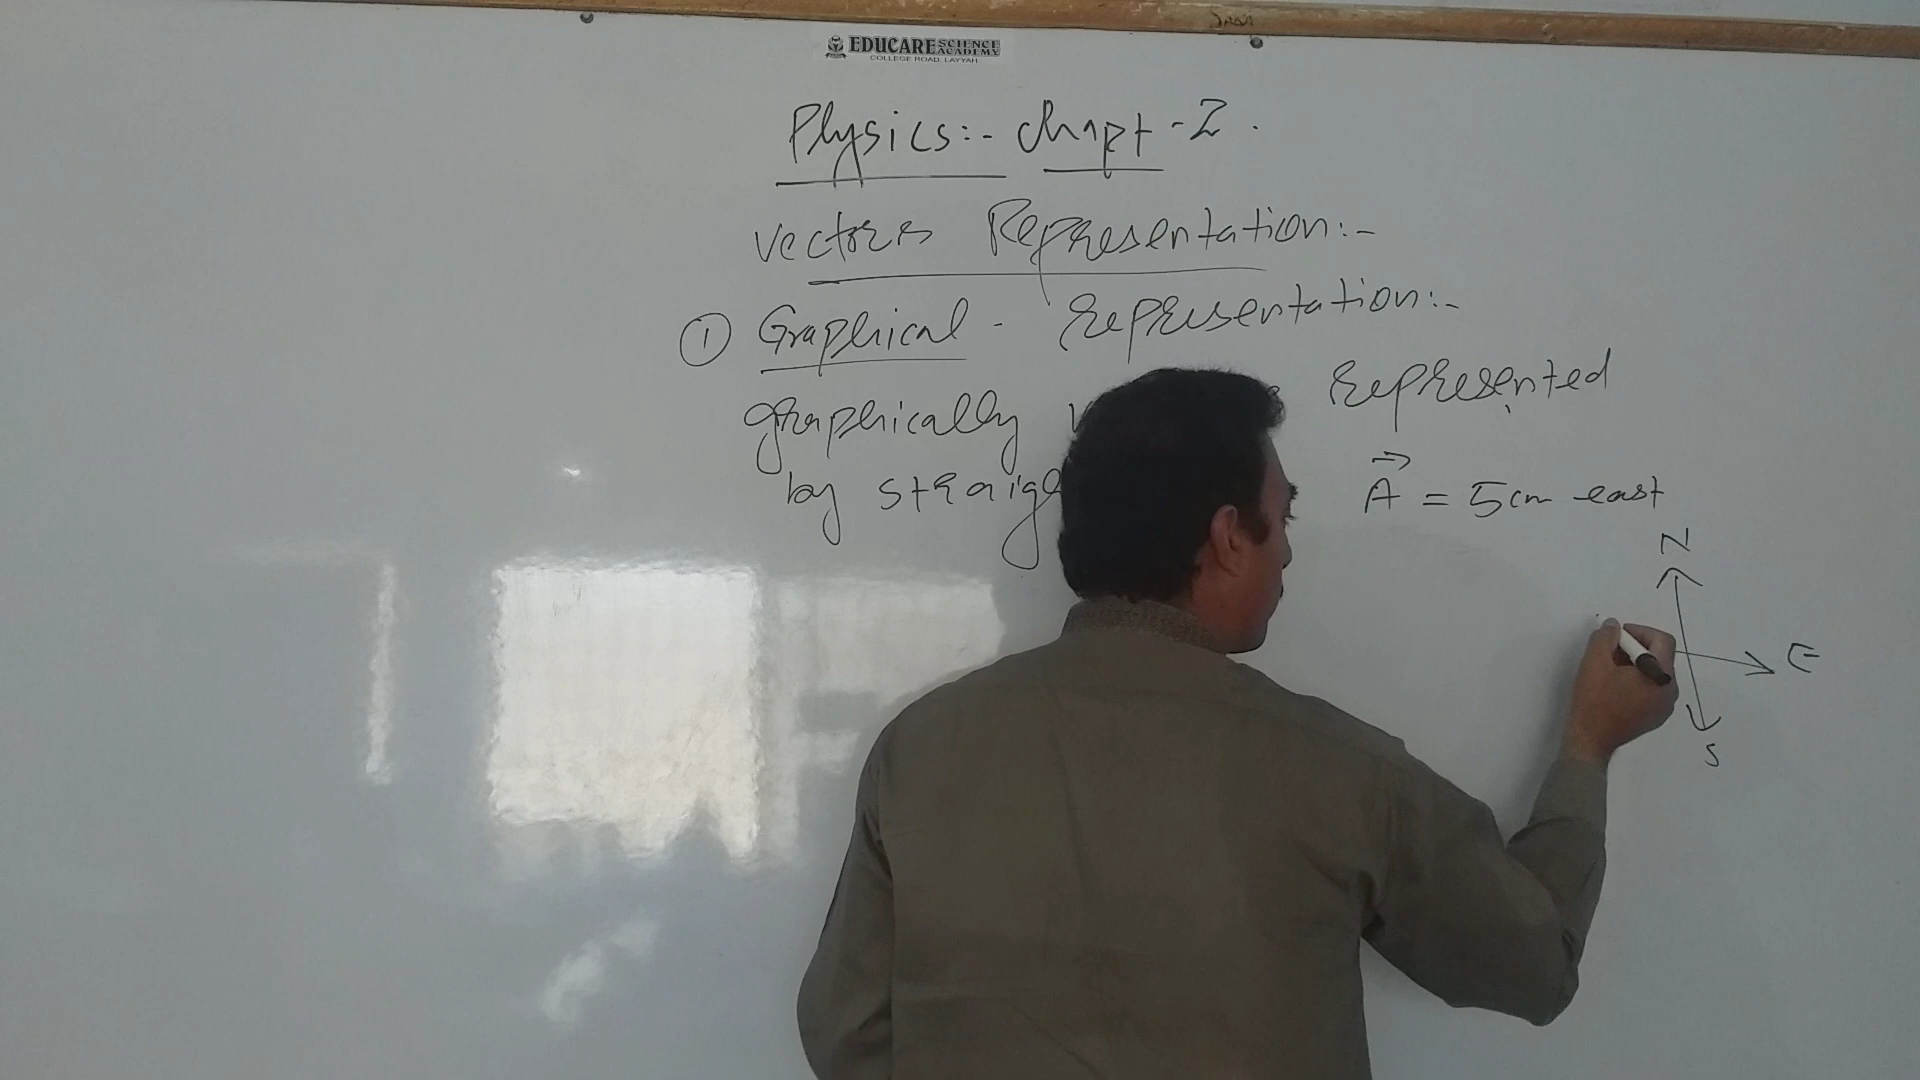 EDUCARE SCIENCE ACADEMY
COLLEGE ROAD, LAYYAH
Physics:- Chapt-2.
Vectors Representation:-
① Graphical - Representation:-
graphically represented
by straigh
A⃗ = 5cm east
N
E
S